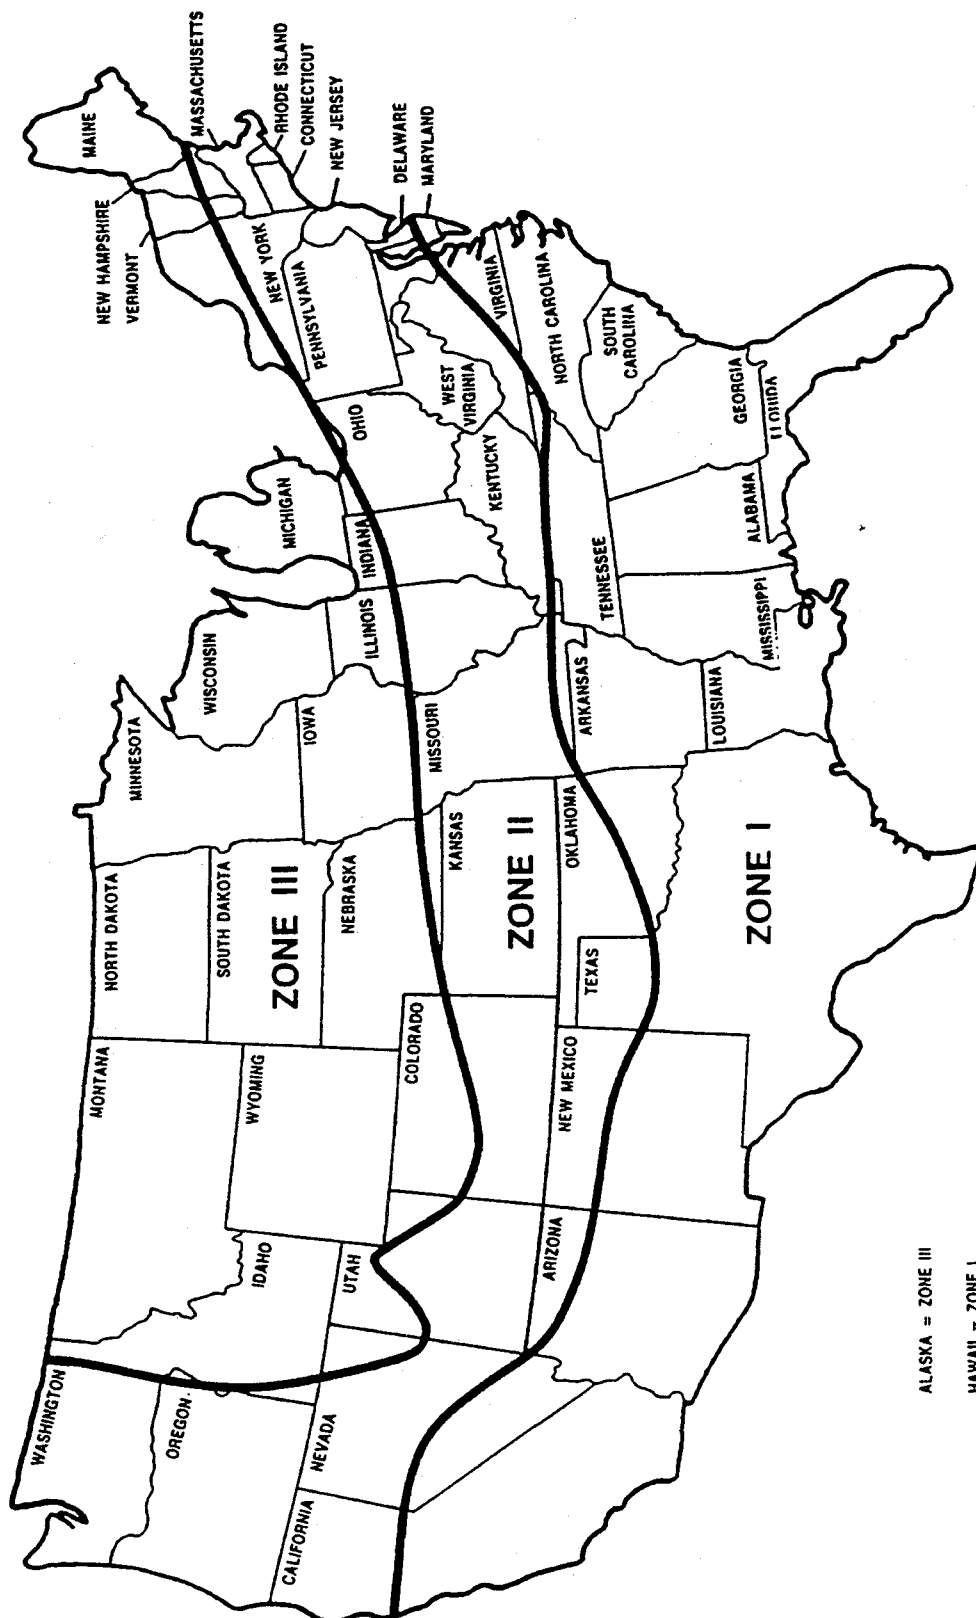 WASHINGTON
OREGON
CALIFORNIA
NEVADA
IDAHO
UTAH
ARIZONA
MONTANA
WYOMING
COLORADO
NEW MEXICO
NORTH DAKOTA
SOUTH DAKOTA
ZONE III
NEBRASKA
KANSAS
ZONE II
OKLAHOMA
TEXAS
ZONE I
MINNESOTA
IOWA
MISSOURI
ARKANSAS
LOUISIANA
WISCONSIN
ILLINOIS
MICHIGAN
INDIANA
OHIO
KENTUCKY
TENNESSEE
MISSISSIPPI
ALABAMA
GEORGIA
FLORIDA
SOUTH
CAROLINA
NORTH CAROLINA
VIRGINIA
WEST
VIRGINIA
PENNSYLVANIA
NEW YORK
VERMONT
NEW HAMPSHIRE
MAINE
MASSACHUSETTS
RHODE ISLAND
CONNECTICUT
NEW JERSEY
DELAWARE
MARYLAND
ALASKA = ZONE III
HAWAII = ZONE I